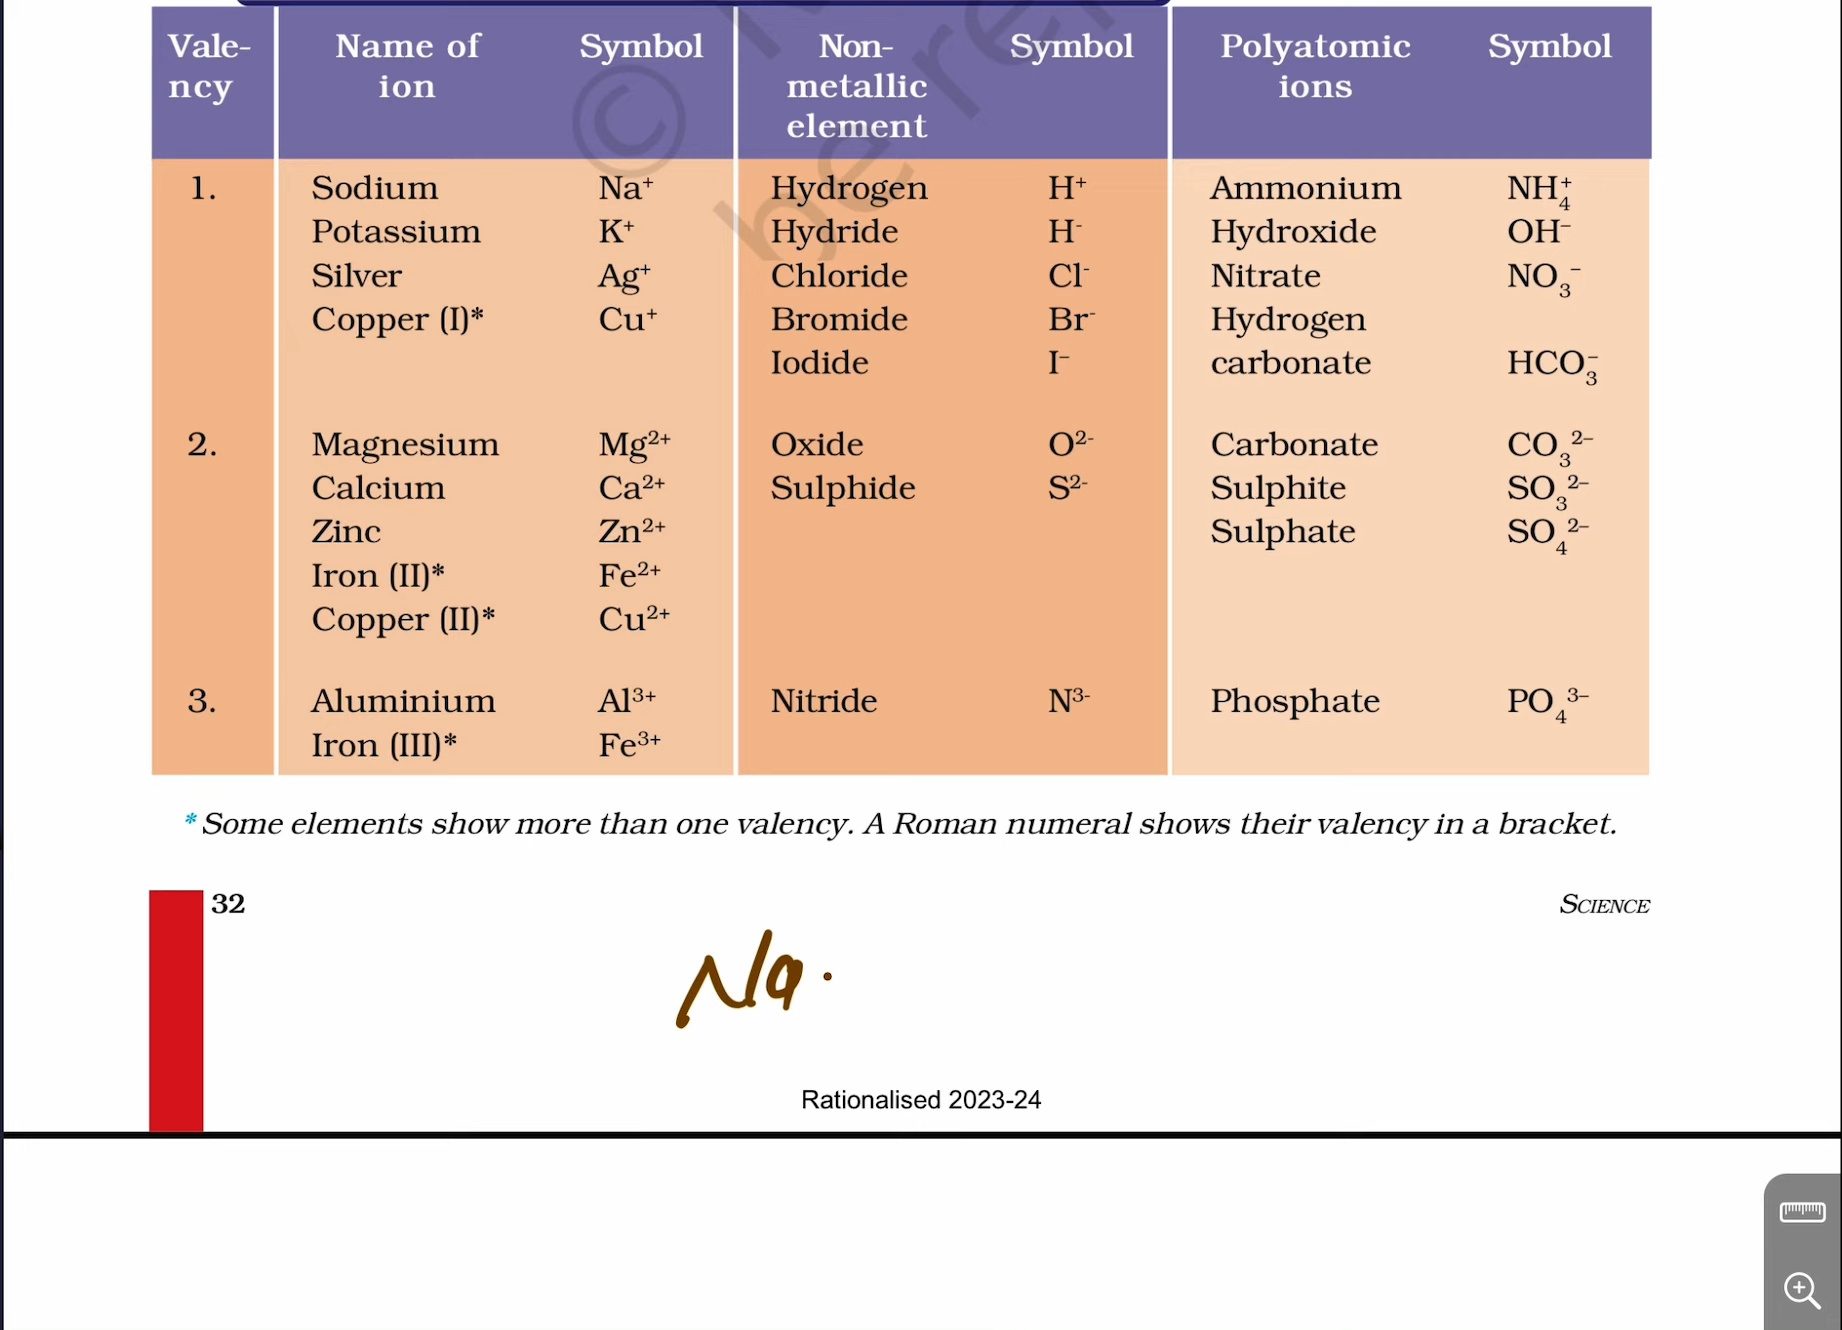 Vale- Name of Symbol Non- Symbol Polyatomic Symbol
ncy ion metallic ions
element
1. Sodium Na⁺ Hydrogen H⁺ Ammonium NH₄⁺
Potassium K⁺ Hydride H⁻ Hydroxide OH⁻
Silver Ag⁺ Chloride Cl⁻ Nitrate NO₃⁻
Copper (I)* Cu⁺ Bromide Br⁻ Hydrogen
Iodide I⁻ carbonate HCO₃⁻
2. Magnesium Mg²⁺ Oxide O²⁻ Carbonate CO₃²⁻
Calcium Ca²⁺ Sulphide S²⁻ Sulphite SO₃²⁻
Zinc Zn²⁺ Sulphate SO₄²⁻
Iron (II)* Fe²⁺
Copper (II)* Cu²⁺
3. Aluminium Al³⁺ Nitride N³⁻ Phosphate PO₄³⁻
Iron (III)* Fe³⁺
* Some elements show more than one valency. A Roman numeral shows their valency in a bracket.
32 SCIENCE
Na.
Rationalised 2023-24